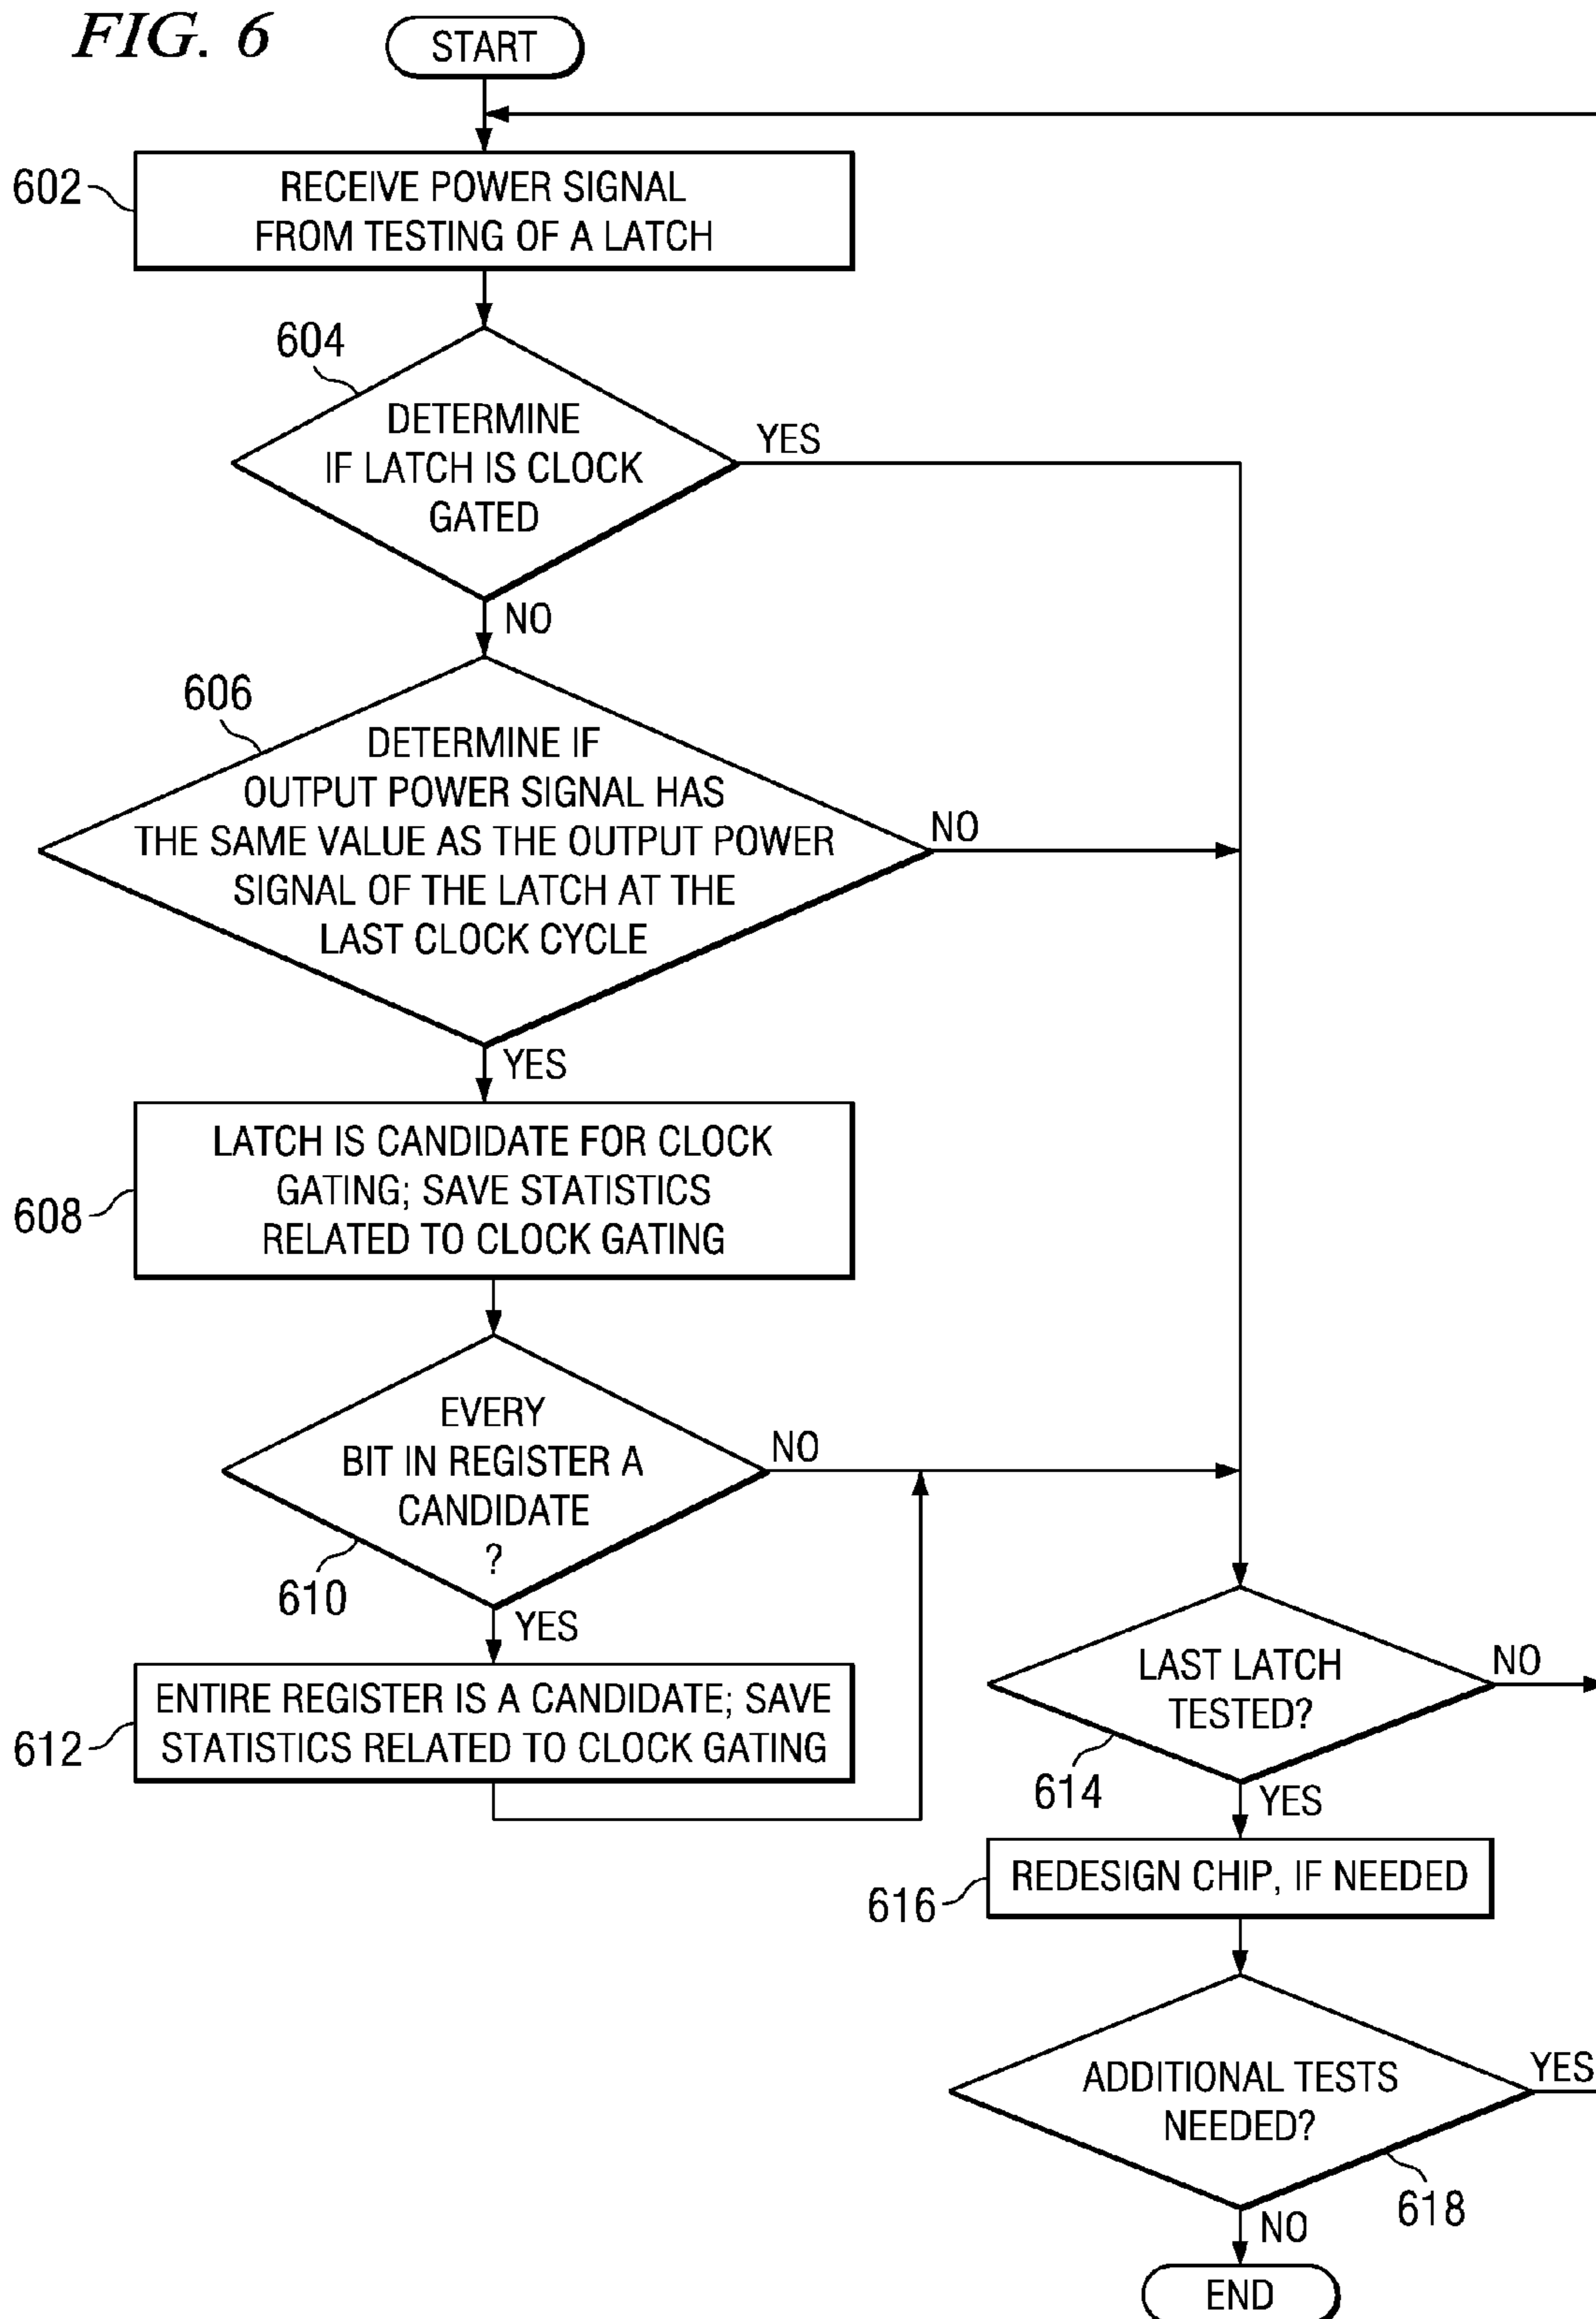 FIG. 6
START
602
RECEIVE POWER SIGNAL
FROM TESTING OF A LATCH
604
DETERMINE
IF LATCH IS CLOCK
GATED
YES
NO
606
DETERMINE IF
OUTPUT POWER SIGNAL HAS
THE SAME VALUE AS THE OUTPUT POWER
SIGNAL OF THE LATCH AT THE
LAST CLOCK CYCLE
NO
YES
608
LATCH IS CANDIDATE FOR CLOCK
GATING; SAVE STATISTICS
RELATED TO CLOCK GATING
EVERY
BIT IN REGISTER A
CANDIDATE
?
NO
610
YES
612
ENTIRE REGISTER IS A CANDIDATE; SAVE
STATISTICS RELATED TO CLOCK GATING
LAST LATCH
TESTED?
NO
614
YES
616
REDESIGN CHIP, IF NEEDED
ADDITIONAL TESTS
NEEDED?
YES
618
NO
END